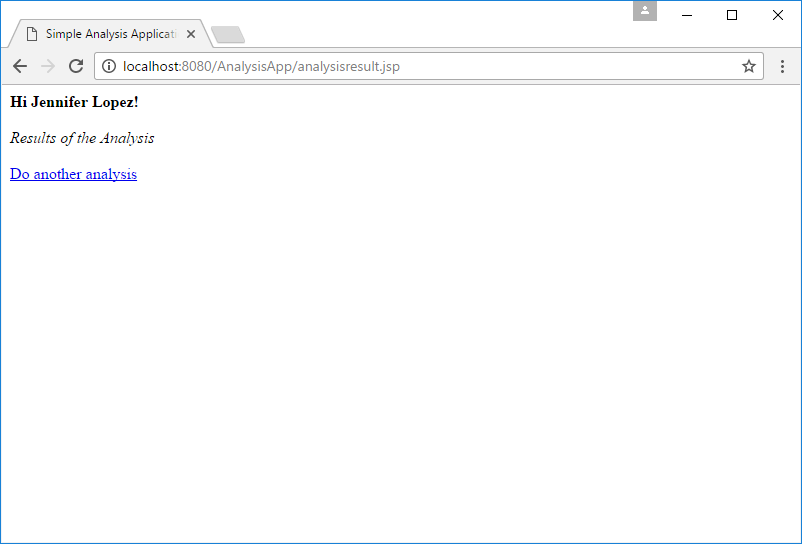 Simple Analysis Applicati
localhost:8080/AnalysisApp/analysisresult.jsp
Hi Jennifer Lopez!
Results of the Analysis
Do another analysis